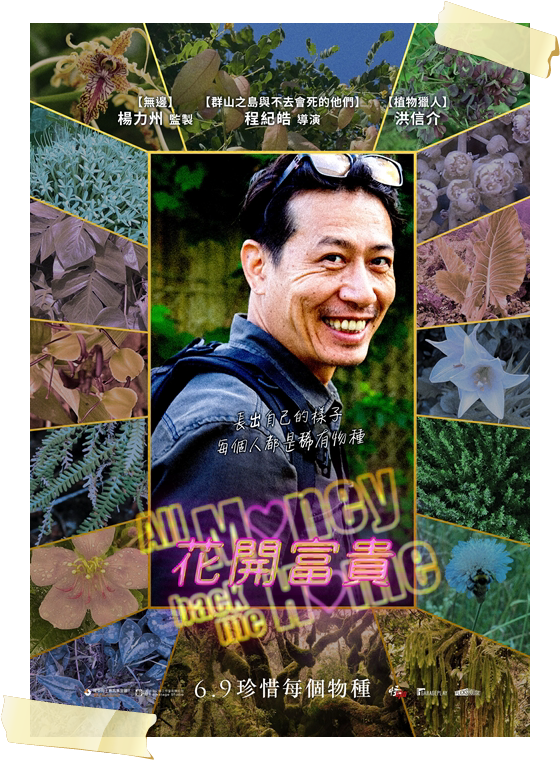 【無邊】 【群山之島與不去會死的他們】 【植物獵人】
楊力州 監製 程紀皓 導演 洪信介
長出自己的樣子
每個人都是稀有物種
All Money
花開富貴
back me Home
6.9珍惜每個物種
GARAGEPLAY